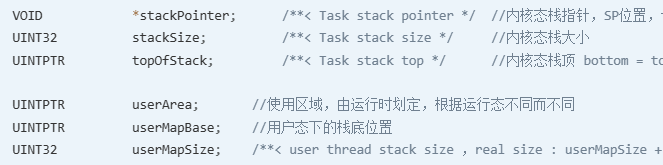 VOID *stackPointer; /**< Task stack pointer */ //内核态栈指针，SP位置，
UINT32 stackSize; /**< Task stack size */ //内核态栈大小
UINTPTR topOfStack; /**< Task stack top */ //内核态栈顶 bottom = to
UINTPTR userArea; //使用区域，由运行时划定，根据运行态不同而不同
UINTPTR userMapBase; //用户态下的栈底位置
UINT32 userMapSize; /**< user thread stack size ，real size : userMapSize +